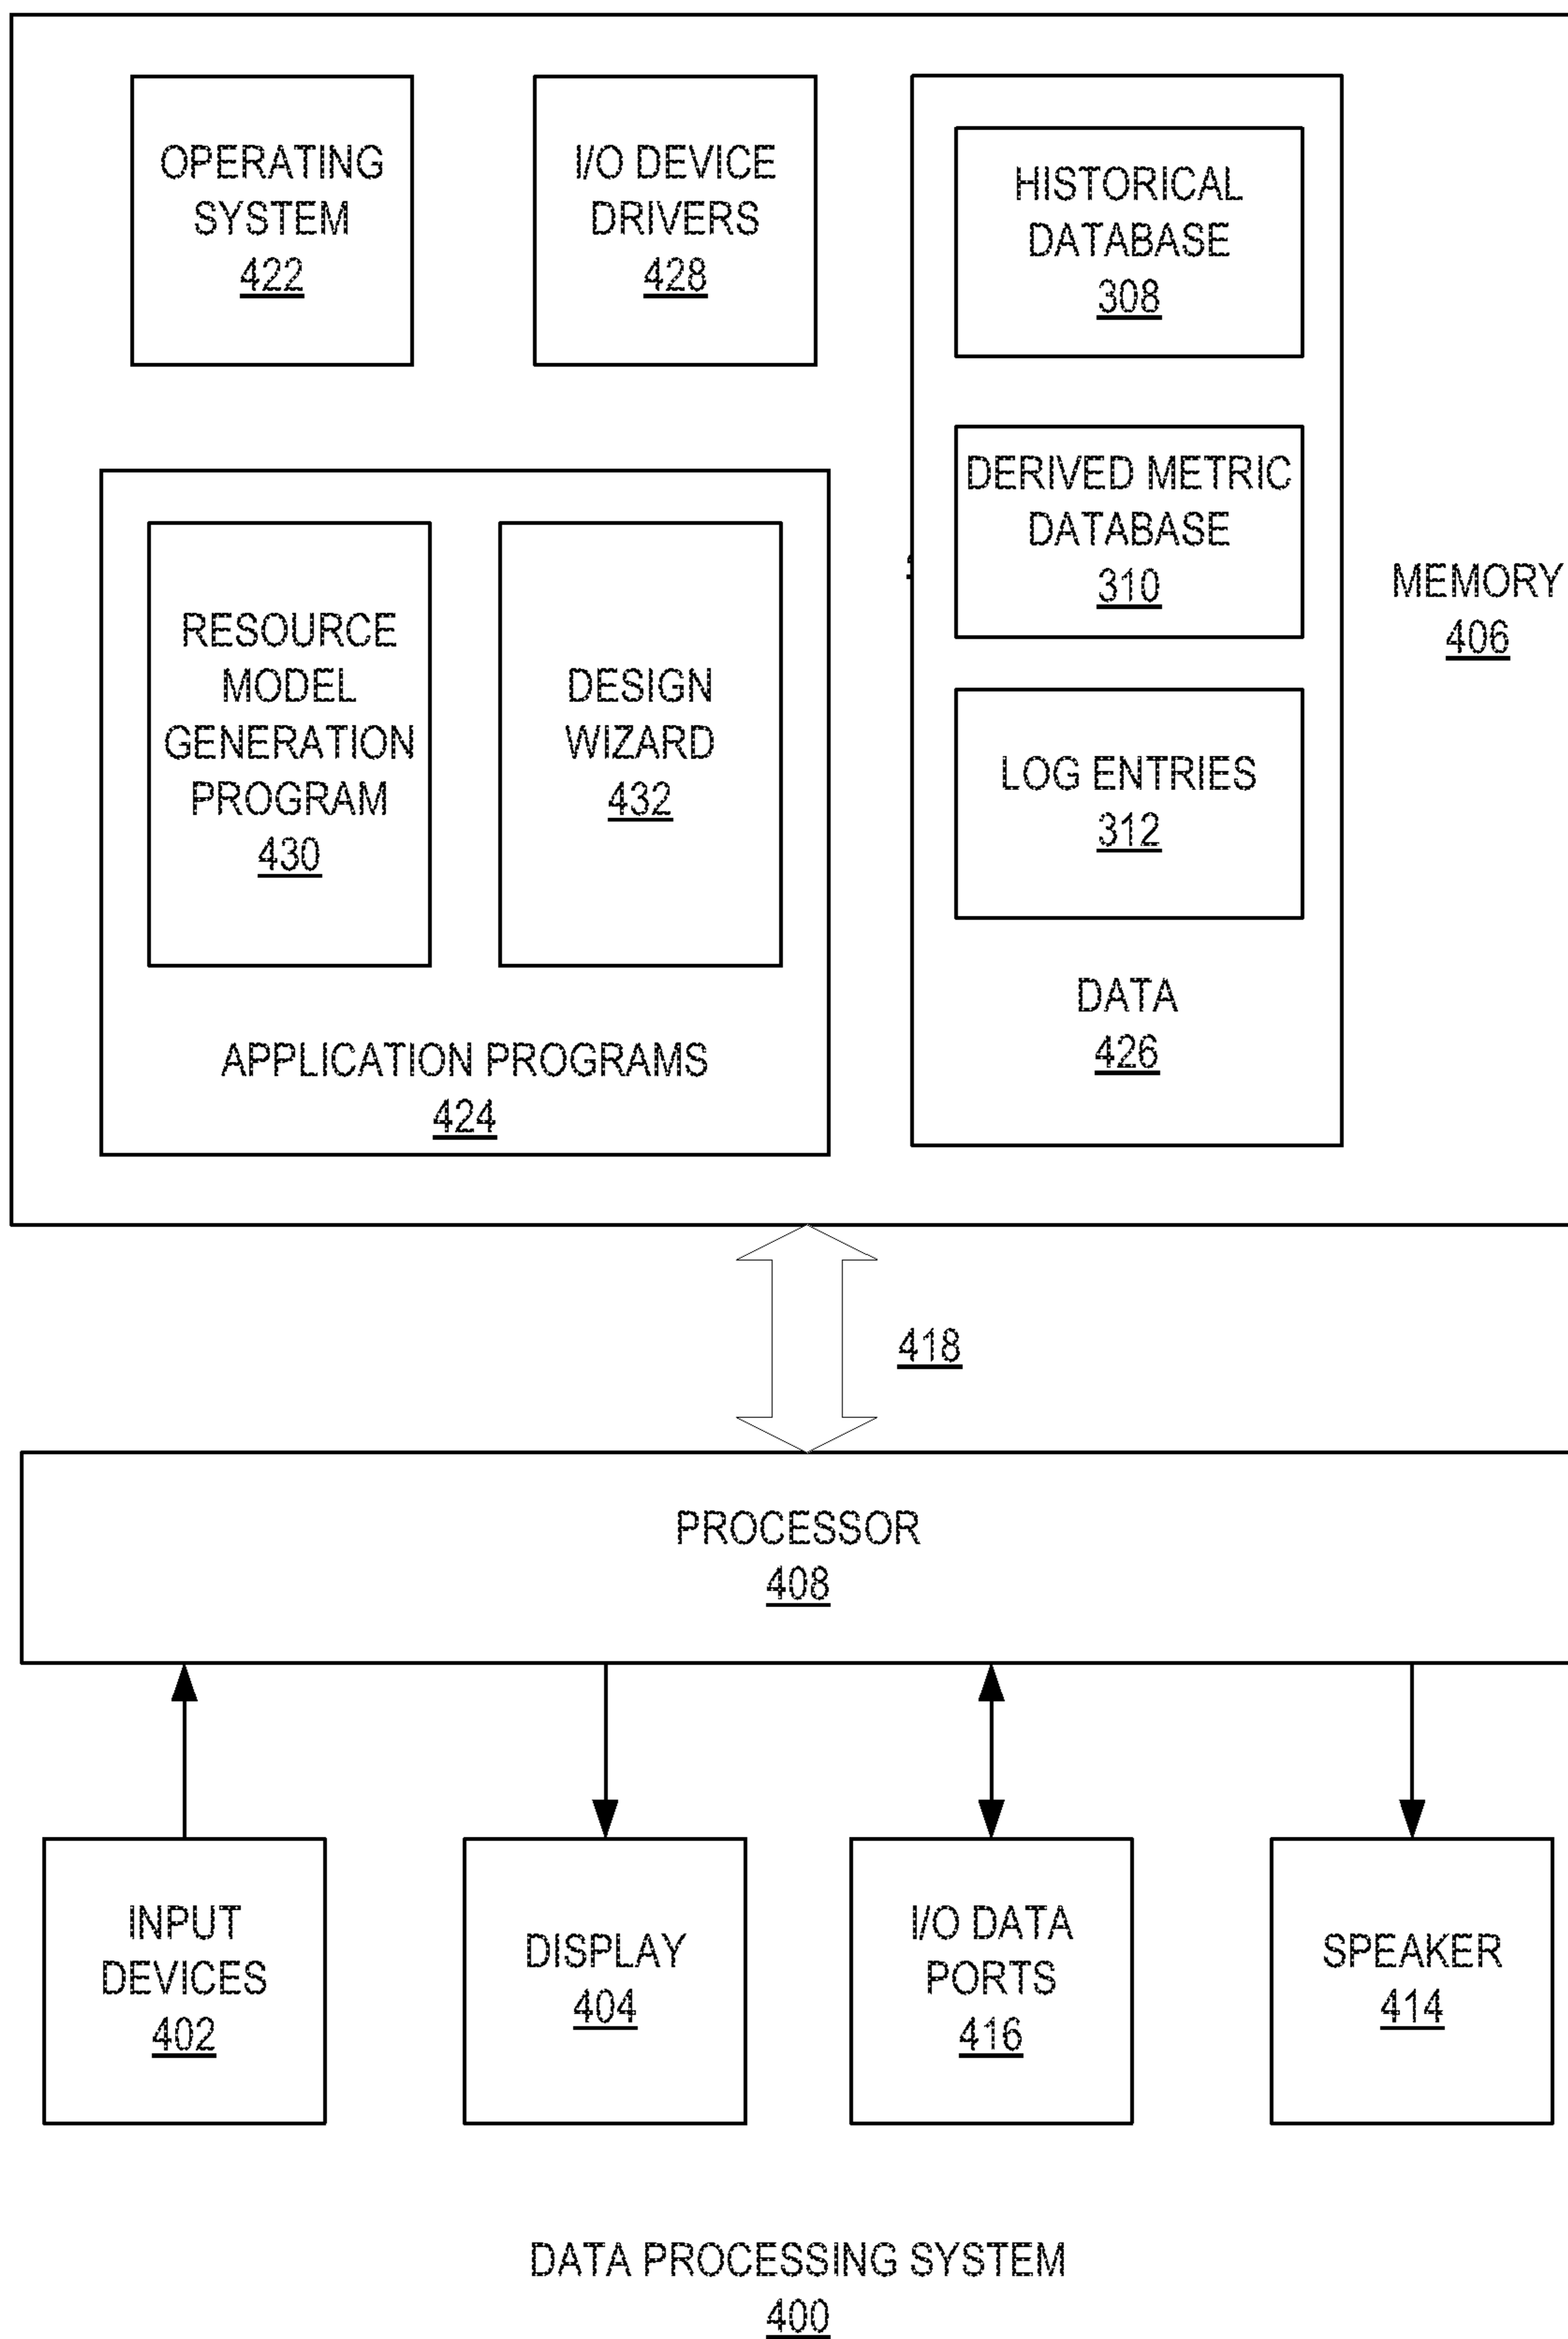 OPERATING
SYSTEM
422
I/O DEVICE
DRIVERS
428
HISTORICAL
DATABASE
308
DERIVED METRIC
DATABASE
310
LOG ENTRIES
312
DATA
426
MEMORY
406
RESOURCE
MODEL
GENERATION
PROGRAM
430
DESIGN
WIZARD
432
APPLICATION PROGRAMS
424
418
PROCESSOR
408
INPUT
DEVICES
402
DISPLAY
404
I/O DATA
PORTS
416
SPEAKER
414
DATA PROCESSING SYSTEM
400